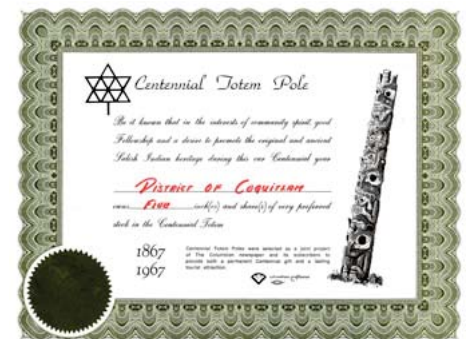 Centennial Totem Pole
Be it known that in the interests of community spirit, good
Fellowship and a desire to promote the original and ancient
Salish Indian heritage during this our Centennial year
DISTRICT OF COQUITLAM
owns FIVE inch(es) and share(s) of very preferred
stock in the Centennial Totem
1867
1967
Centennial Totem Poles were selected as a joint project
of The Columbian newspaper and its subscribers to
provide both a permanent Centennial gift and a lasting
tourist attraction.